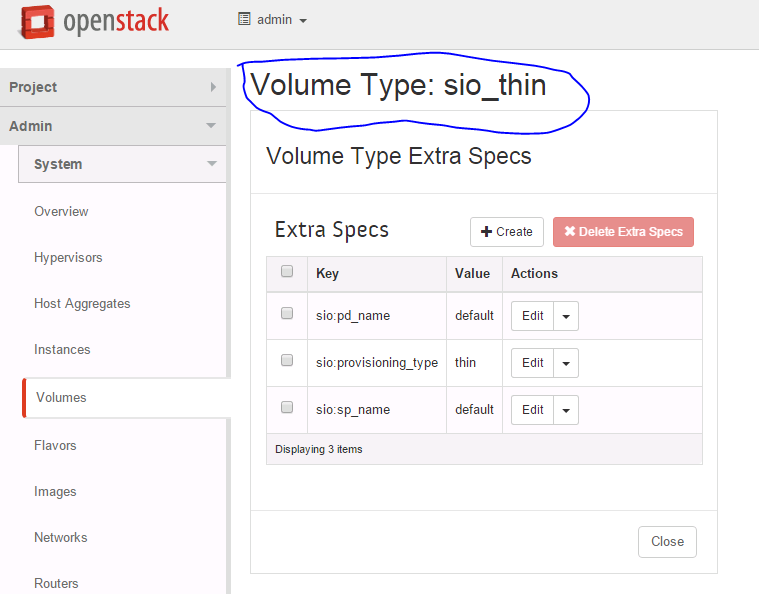 openstack
admin
Project
Admin
System
Overview
Hypervisors
Host Aggregates
Instances
Volumes
Flavors
Images
Networks
Routers
Volume Type: sio_thin
Volume Type Extra Specs
Extra Specs
Create
Delete Extra Specs
Key Value Actions
sio:pd_name default Edit
sio:provisioning_type thin Edit
sio:sp_name default Edit
Displaying 3 items
Close